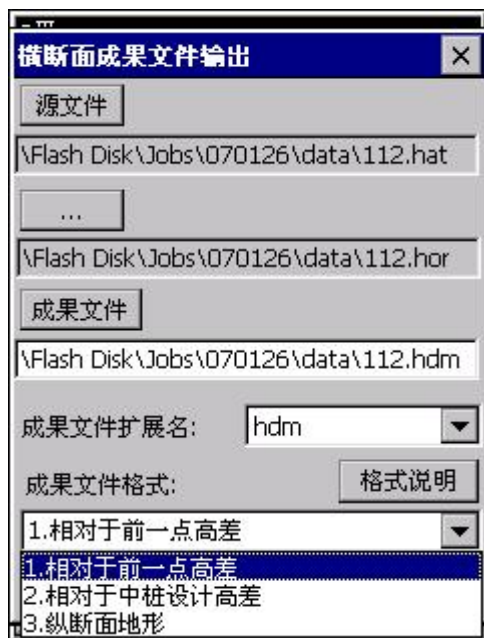 横断面成果文件输出
源文件
\Flash Disk\Jobs\070126\data\112.hat
...
\Flash Disk\Jobs\070126\data\112.hor
成果文件
\Flash Disk\Jobs\070126\data\112.hdm
成果文件扩展名: hdm
成果文件格式: 格式说明
1.相对于前一点高差
1.相对于前一点高差
2.相对于中桩设计高差
3.纵断面地形